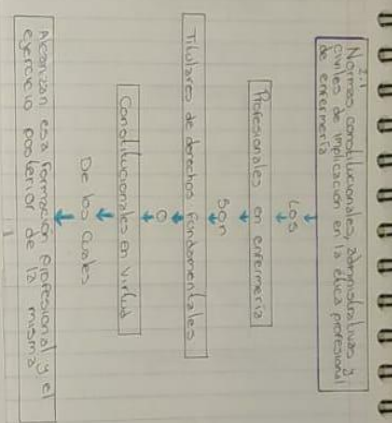 2.1
Normas constitucionales, administrativas y
civiles de implicación en la ética profesional
de enfermería
Los
Profesionales en enfermería
Son
Titulares de derechos fundamentales
O
Constitucionales en virtud
De los cuales
Alcanzan esa formación profesional y el
ejercicio posterior de la misma